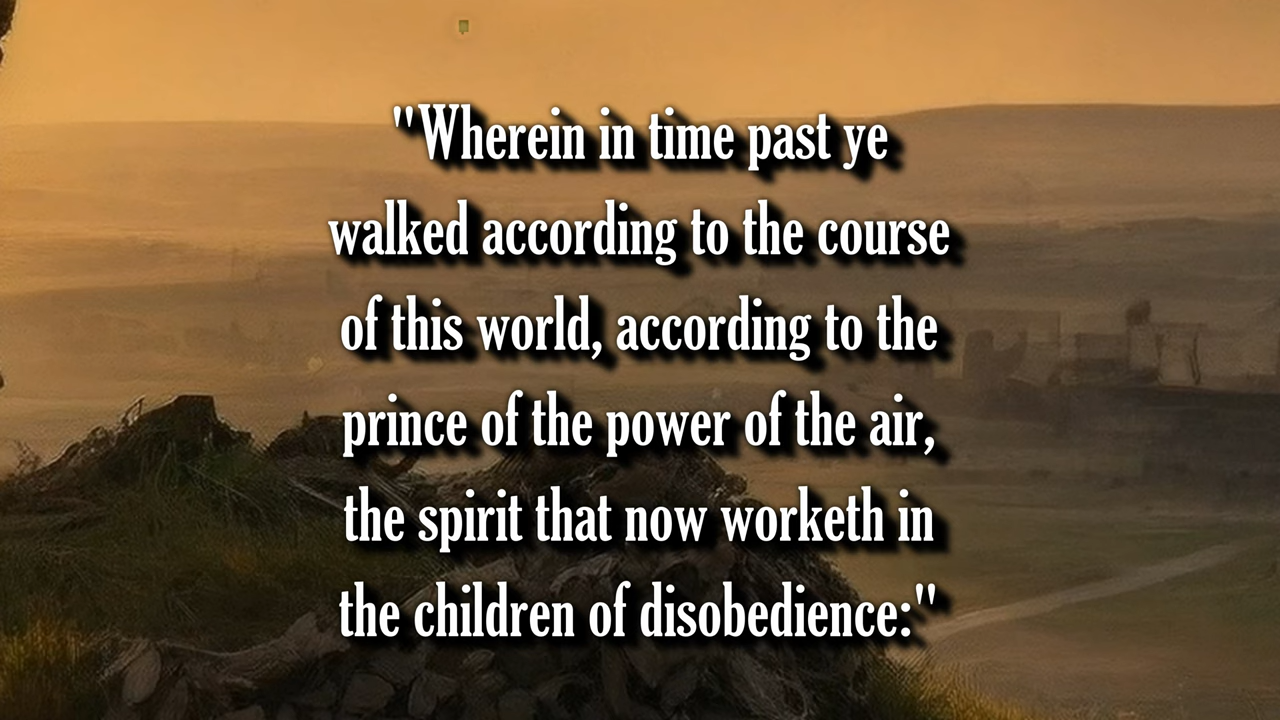 "Wherein in time past ye
walked according to the course
of this world, according to the
prince of the power of the air,
the spirit that now worketh in
the children of disobedience:"